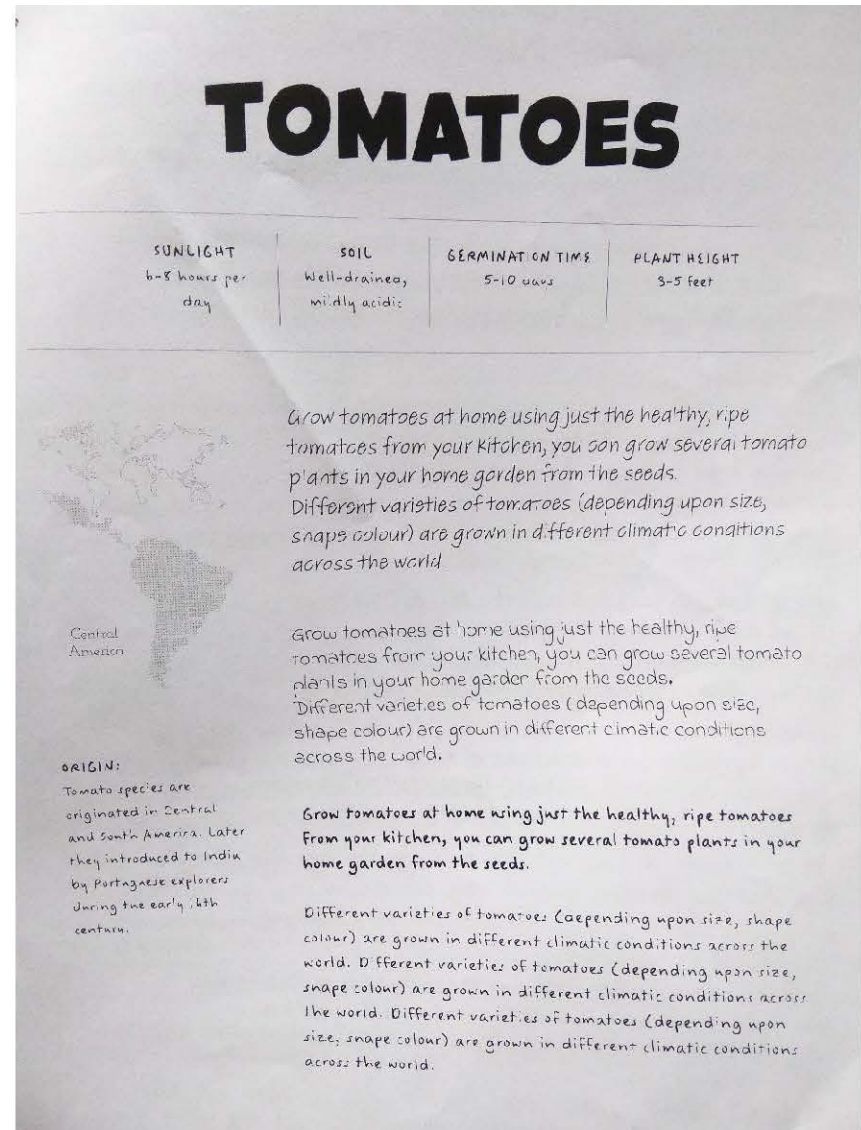 TOMATOES
SUNLIGHT
6-8 hours per
day
SOIL
Well-drained,
mildly acidic
GERMINATION TIME
5-10 days
PLANT HEIGHT
3-5 feet
Grow tomatoes at home using just the healthy, ripe
tomatoes from your kitchen, you can grow several tomato
plants in your home garden from the seeds.
Different varieties of tomatoes (depending upon size,
shape colour) are grown in different climatic conditions
across the world
Central
America
Grow tomatoes at home using just the healthy, ripe
tomatoes from your kitchen, you can grow several tomato
plants in your home garden from the seeds.
Different varieties of tomatoes (depending upon size,
shape colour) are grown in different climatic conditions
across the world.
ORIGIN:
Tomato species are
originated in Central
and South America. Later
they introduced to India
by Portuguese explorers
during the early 16th
century.
Grow tomatoes at home using just the healthy, ripe tomatoes
From your kitchen, you can grow several tomato plants in your
home garden from the seeds.
Different varieties of tomatoes (depending upon size, shape
colour) are grown in different climatic conditions across the
world. Different varieties of tomatoes (depending upon size,
shape colour) are grown in different climatic conditions across
the world. Different varieties of tomatoes (depending upon
size, shape colour) are grown in different climatic conditions
across the world.